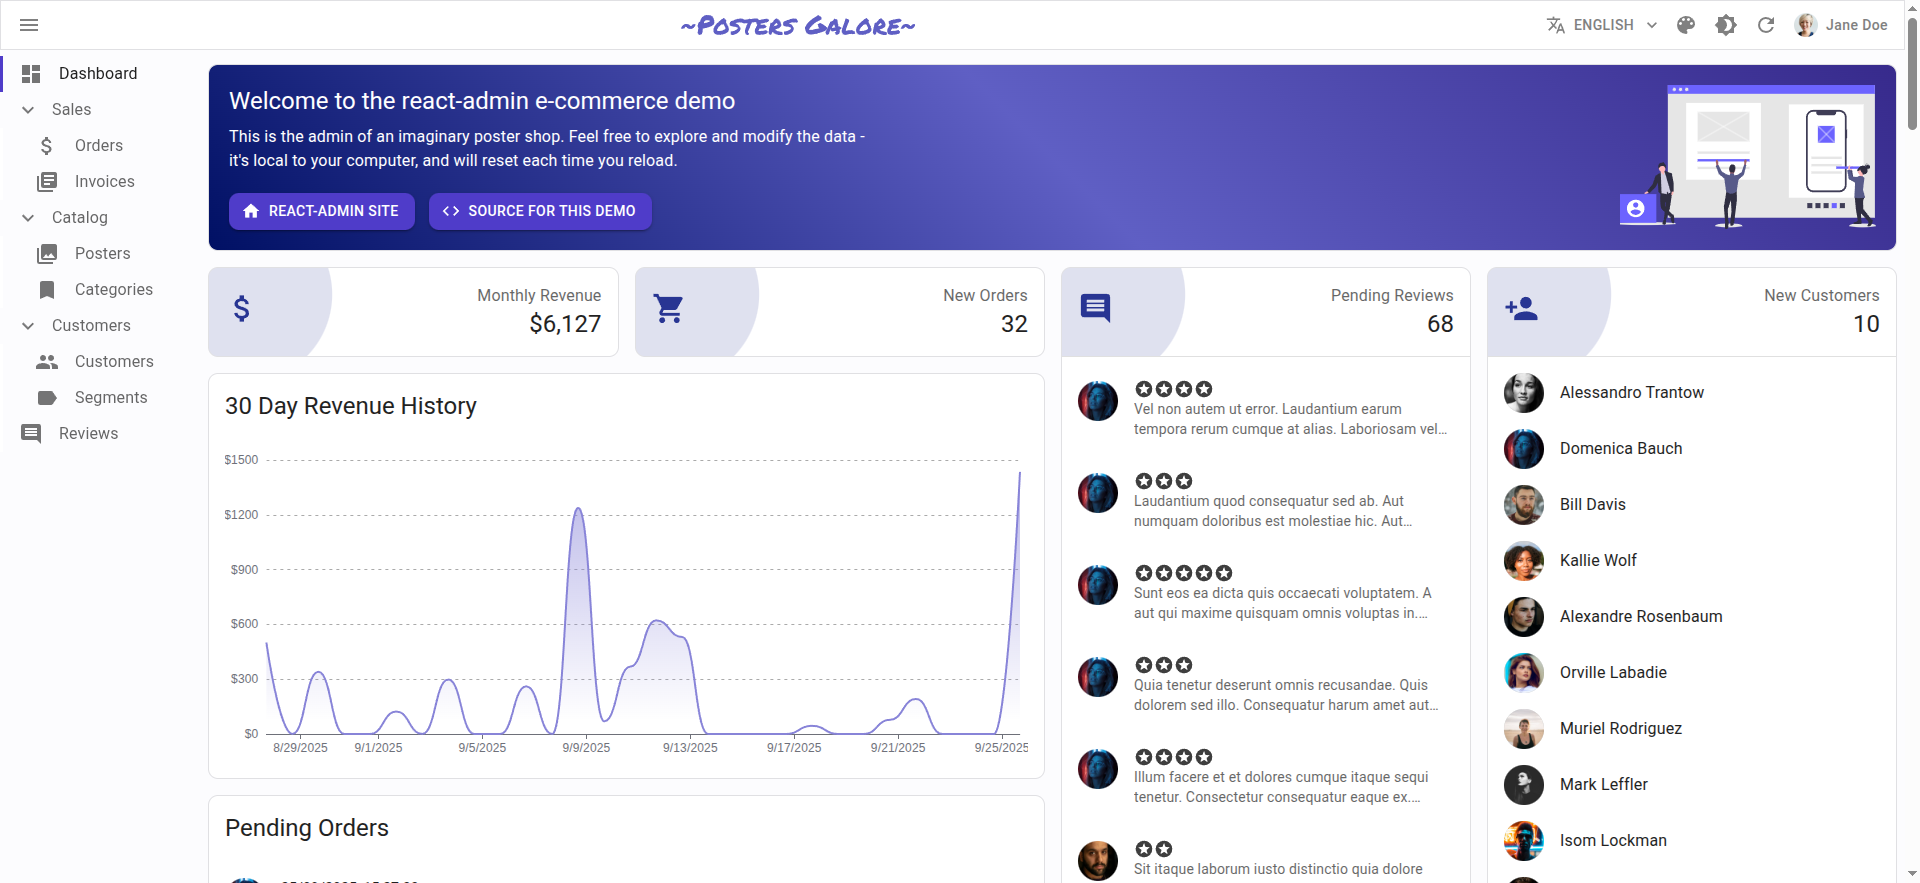 ~Posters Galore~
ENGLISH
Jane Doe
Dashboard
Sales
Orders
Invoices
Catalog
Posters
Categories
Customers
Customers
Segments
Reviews
Welcome to the react-admin e-commerce demo
This is the admin of an imaginary poster shop. Feel free to explore and modify the data -
it's local to your computer, and will reset each time you reload.
REACT-ADMIN SITE
SOURCE FOR THIS DEMO
Monthly Revenue
$6,127
New Orders
32
30 Day Revenue History
$1500
$1200
$900
$600
$300
$0
8/29/2025 9/1/2025 9/5/2025 9/9/2025 9/13/2025 9/17/2025 9/21/2025 9/25/2025
Pending Orders
Pending Reviews
68
Vel non autem ut error. Laudantium earum
tempora rerum cumque at alias. Laboriosam vel…
Laudantium quod consequatur sed ab. Aut
numquam doloribus est molestiae hic. Aut…
Sunt eos ea dicta quis occaecati voluptatem. A
aut qui maxime quisquam omnis voluptas in.…
Quia tenetur deserunt omnis recusandae. Quis
dolorem sed illo. Consequatur harum amet aut…
Illum facere et et dolores cumque itaque sequi
tenetur. Consectetur consequatur eaque ex.…
Sit itaque laborum iusto distinctio quia dolore
New Customers
10
Alessandro Trantow
Domenica Bauch
Bill Davis
Kallie Wolf
Alexandre Rosenbaum
Orville Labadie
Muriel Rodriguez
Mark Leffler
Isom Lockman